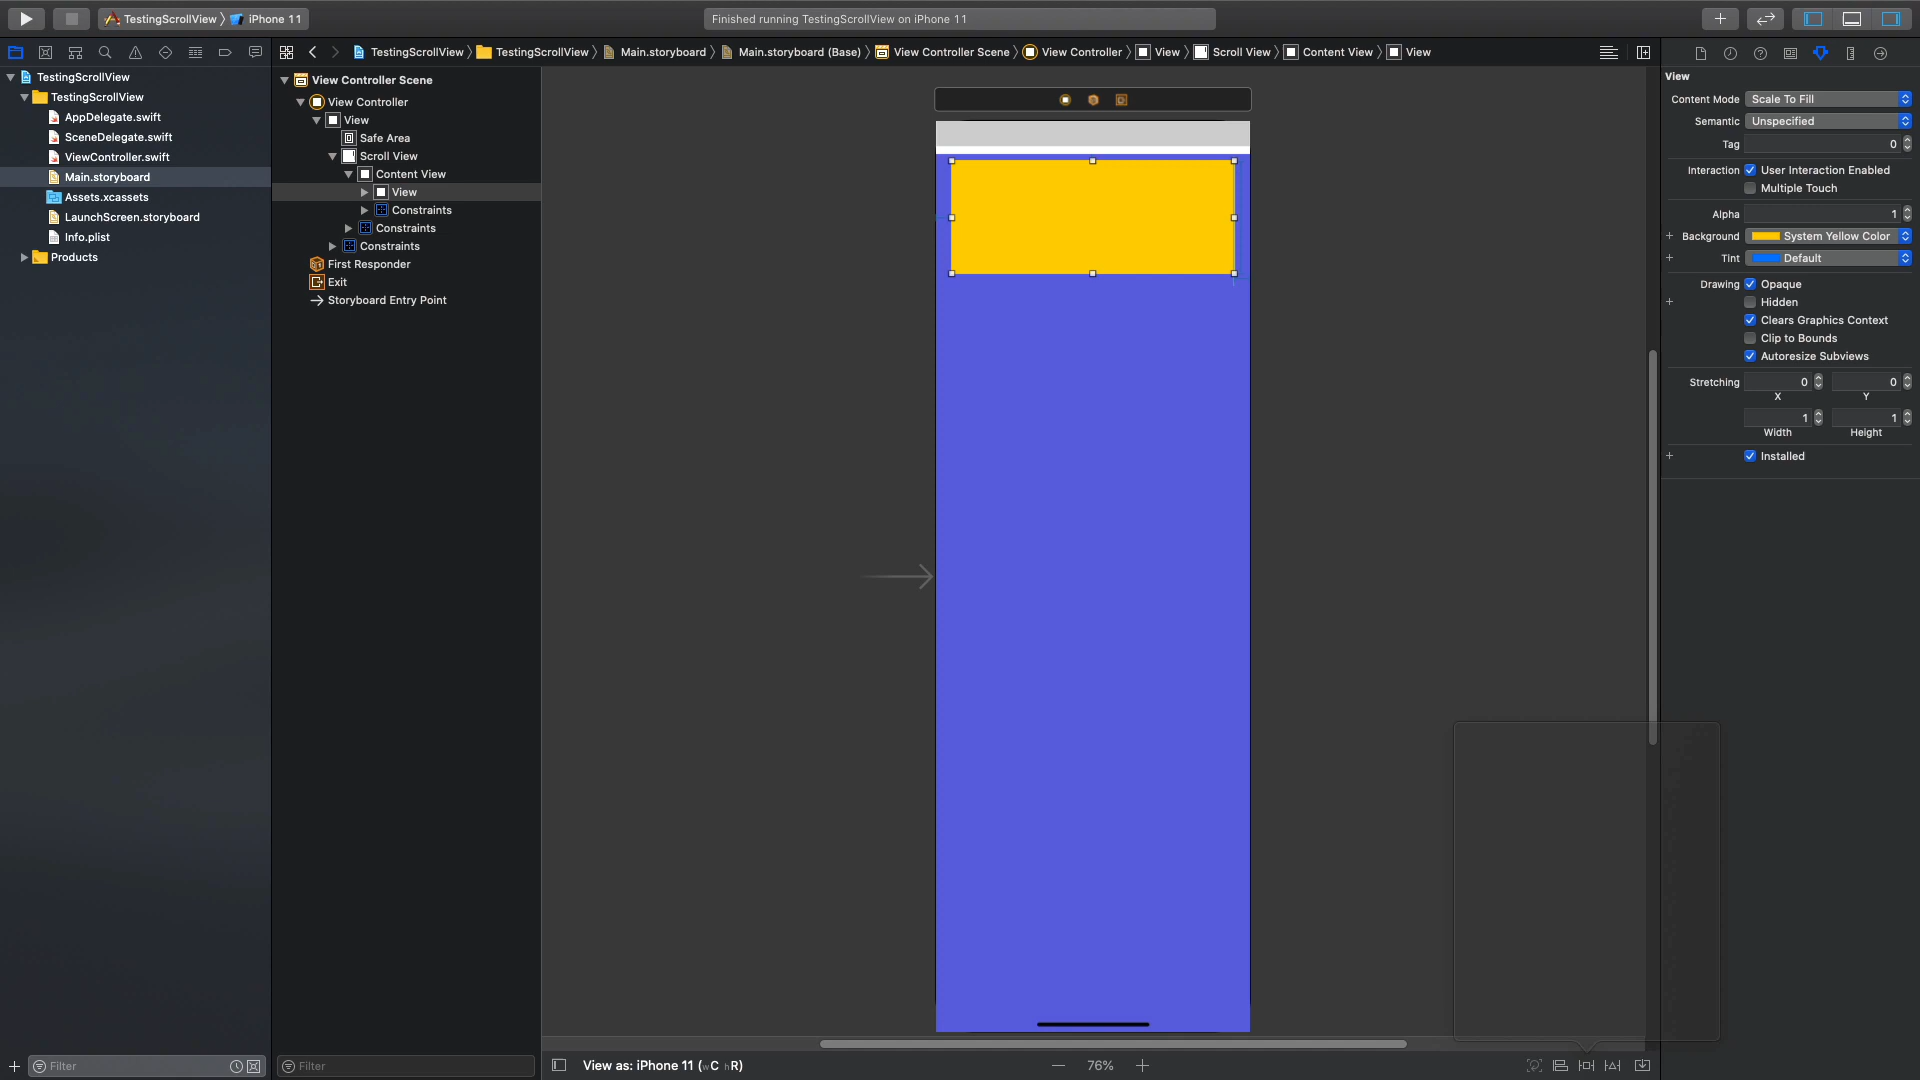 TestingScrollView 〉 iPhone 11
Finished running TestingScrollView on iPhone 11
TestingScrollView 〉 TestingScrollView 〉 Main.storyboard 〉 Main.storyboard (Base) 〉 View Controller Scene 〉 View Controller 〉 View 〉 Scroll View 〉 Content View 〉 View
TestingScrollView
TestingScrollView
AppDelegate.swift
SceneDelegate.swift
ViewController.swift
Main.storyboard
Assets.xcassets
LaunchScreen.storyboard
Info.plist
Products
Filter
View Controller Scene
View Controller
View
Safe Area
Scroll View
Content View
View
Constraints
Constraints
Constraints
First Responder
Exit
Storyboard Entry Point
Filter
View as: iPhone 11 (wC hR)
76%
View
Content Mode Scale To Fill
Semantic Unspecified
Tag 0
Interaction User Interaction Enabled
Multiple Touch
Alpha 1
Background System Yellow Color
Tint Default
Drawing Opaque
Hidden
Clears Graphics Context
Clip to Bounds
Autoresize Subviews
Stretching 0 0
X Y
1 1
Width Height
Installed